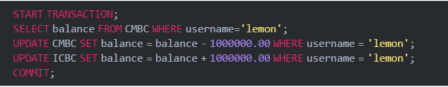 START TRANSACTION;
SELECT balance FROM CMBC WHERE username='lemon';
UPDATE CMBC SET balance = balance - 1000000.00 WHERE username = 'lemon';
UPDATE ICBC SET balance = balance + 1000000.00 WHERE username = 'lemon';
COMMIT;